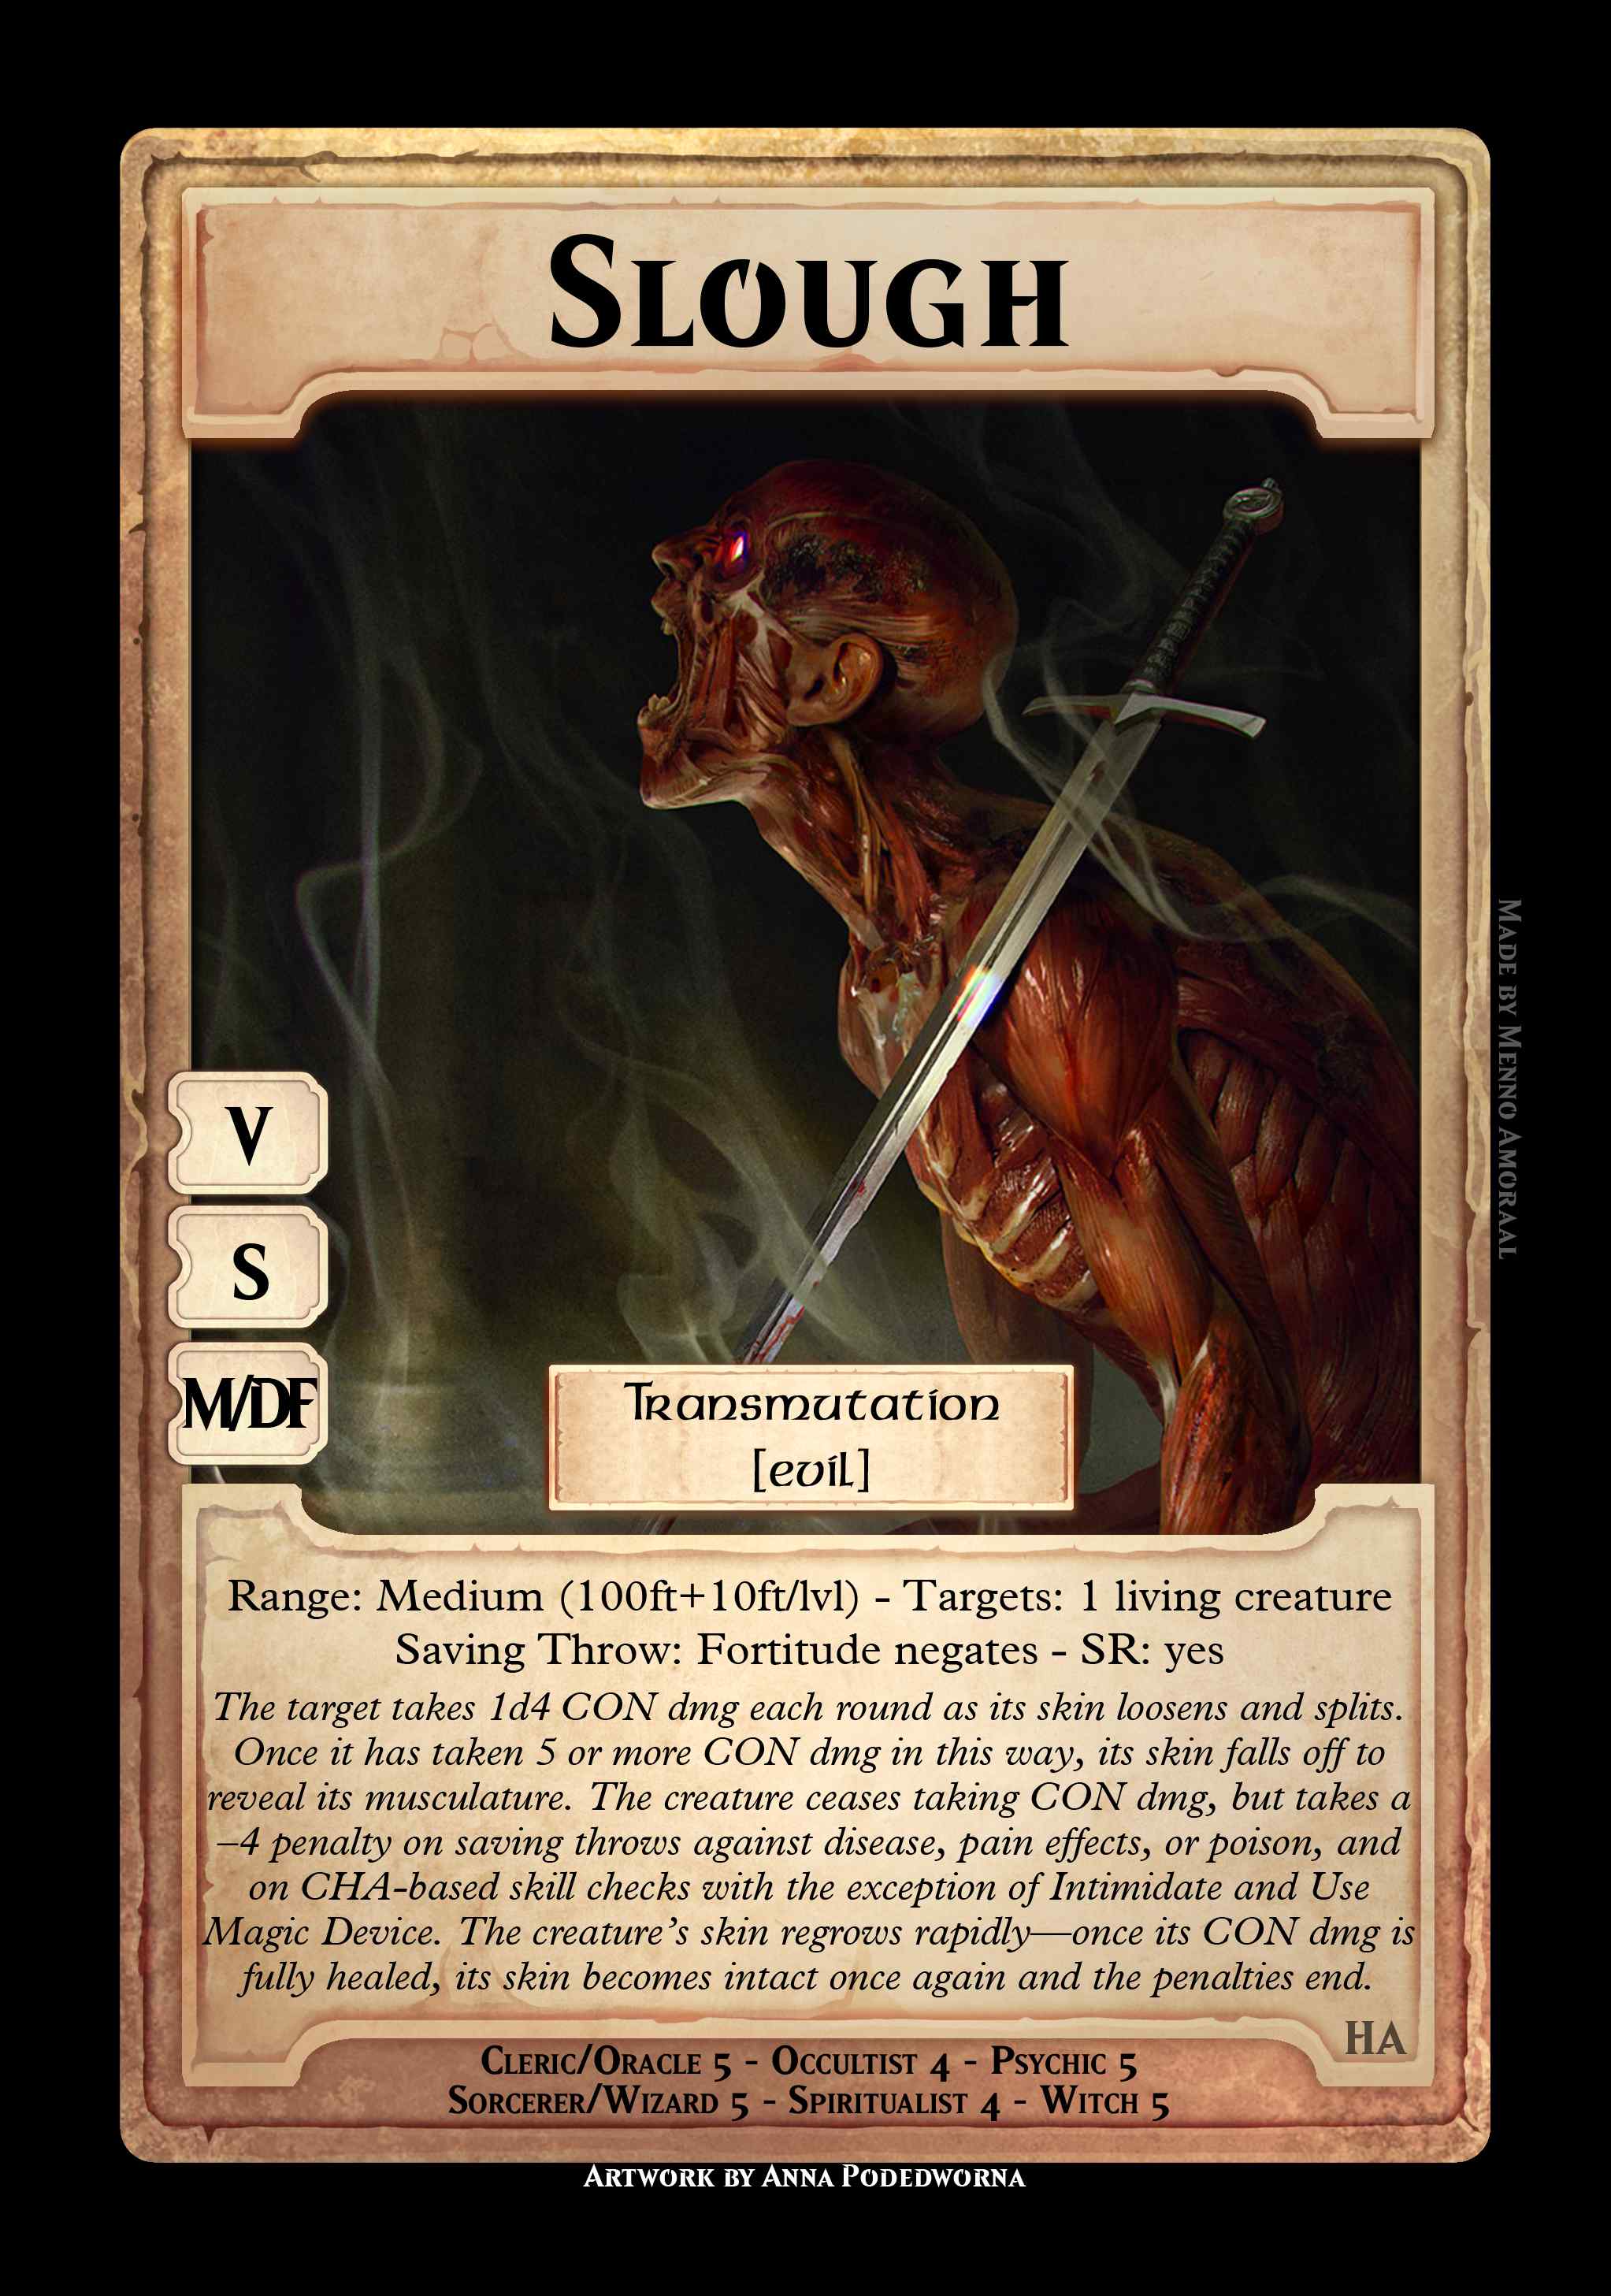 Slough
V
S
M/DF
Transmutation
[evil]
Range: Medium (100ft+10ft/lvl) - Targets: 1 living creature
Saving Throw: Fortitude negates - SR: yes
The target takes 1d4 CON dmg each round as its skin loosens and splits.
Once it has taken 5 or more CON dmg in this way, its skin falls off to
reveal its musculature. The creature ceases taking CON dmg, but takes a
–4 penalty on saving throws against disease, pain effects, or poison, and
on CHA-based skill checks with the exception of Intimidate and Use
Magic Device. The creature’s skin regrows rapidly—once its CON dmg is
fully healed, its skin becomes intact once again and the penalties end.
HA
Cleric/Oracle 5 - Occultist 4 - Psychic 5
Sorcerer/Wizard 5 - Spiritualist 4 - Witch 5
Artwork by Anna Podedworna
Made by Menno Amoraal